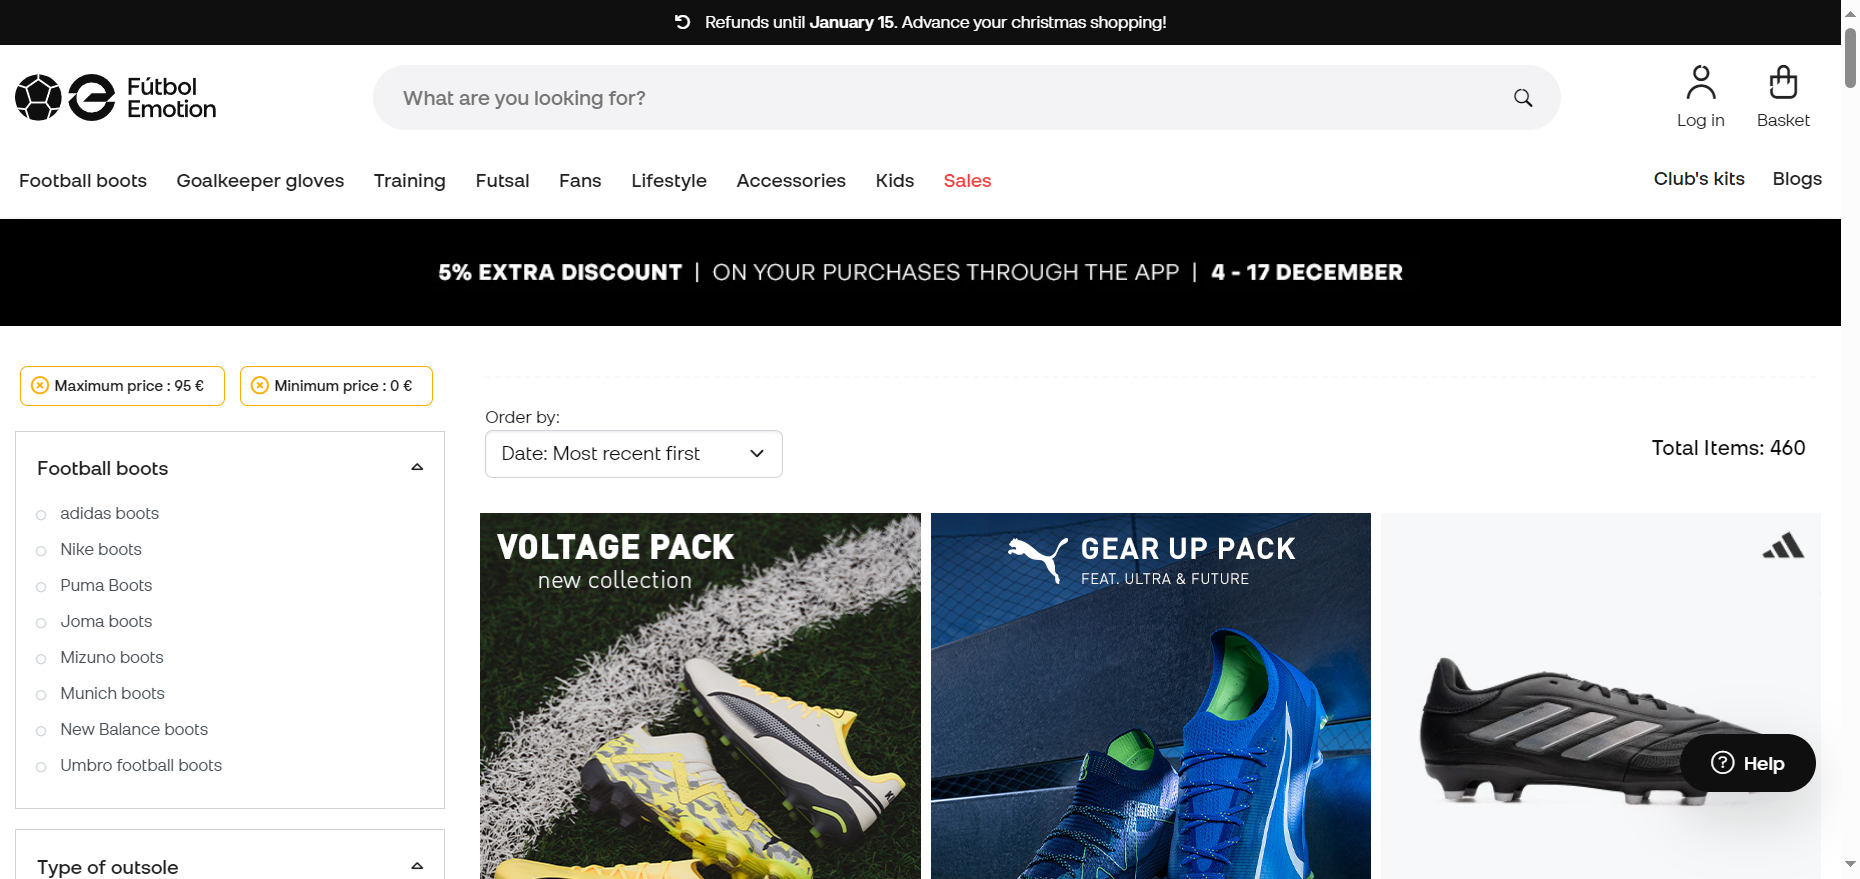 Refunds until January 15. Advance your christmas shopping!
Fútbol
Emotion
What are you looking for?
Log in
Basket
Football boots
Goalkeeper gloves
Training
Futsal
Fans
Lifestyle
Accessories
Kids
Sales
Club's kits
Blogs
5% EXTRA DISCOUNT | ON YOUR PURCHASES THROUGH THE APP | 4 - 17 DECEMBER
Maximum price : 95 €
Minimum price : 0 €
Order by:
Date: Most recent first
Total Items: 460
Football boots
adidas boots
Nike boots
Puma Boots
Joma boots
Mizuno boots
Munich boots
New Balance boots
Umbro football boots
Type of outsole
VOLTAGE PACK
new collection
GEAR UP PACK
FEAT. ULTRA & FUTURE
Help